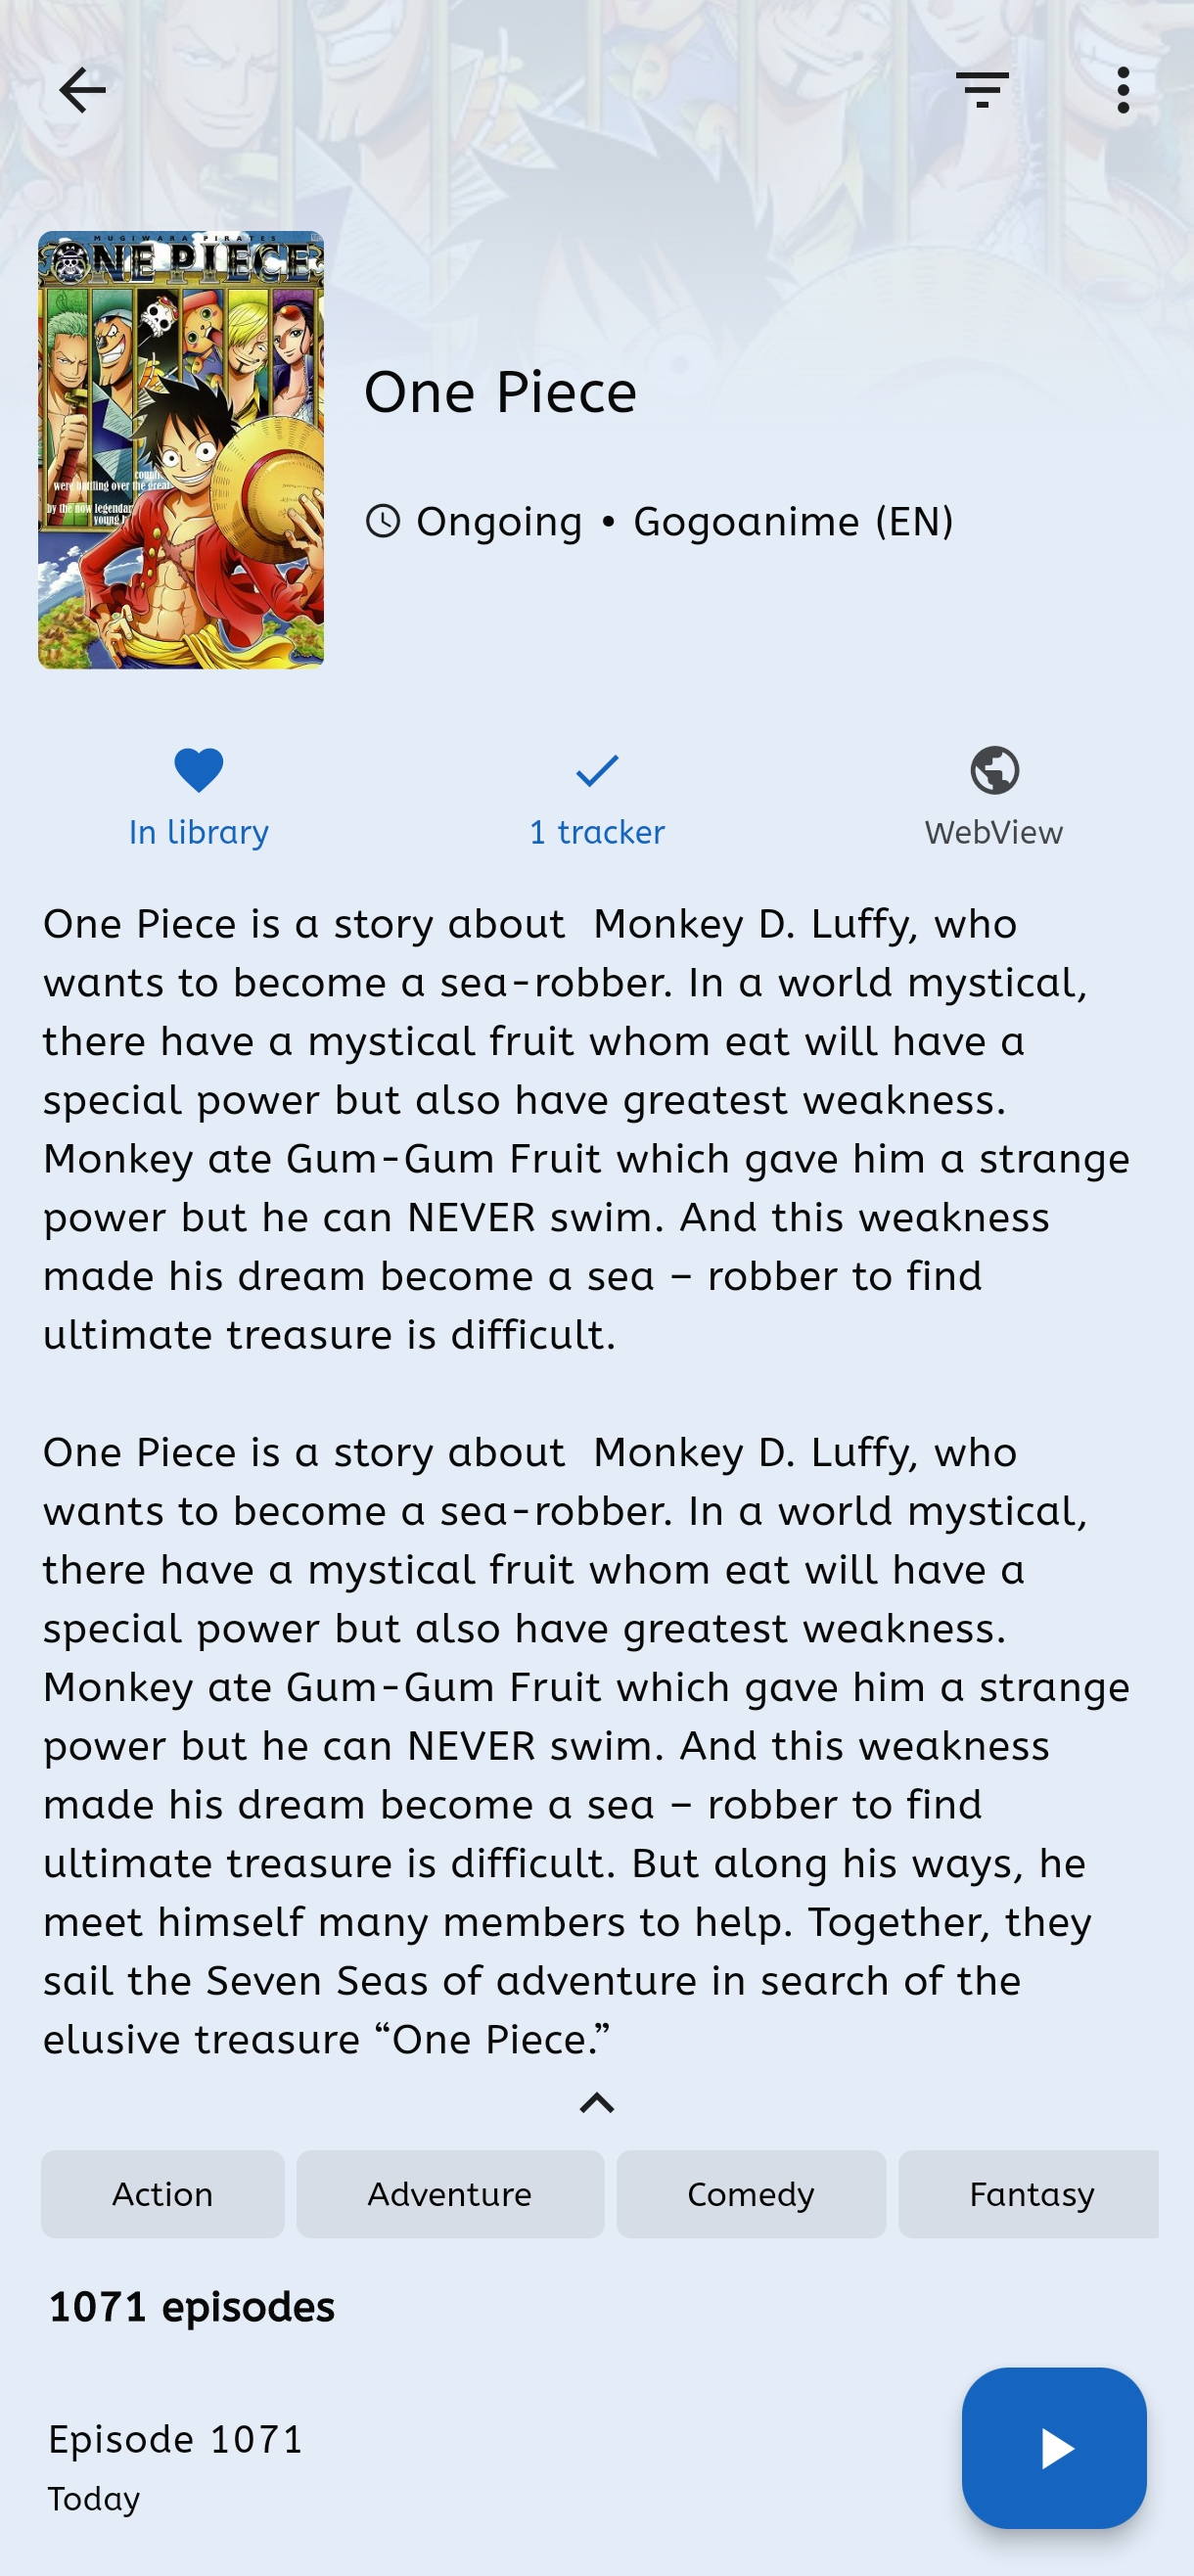 MUGIWARA PIRATES
ONE PIECE
were battling over the great
by the now legendar
One Piece
Ongoing • Gogoanime (EN)
In library
1 tracker
WebView
One Piece is a story about  Monkey D. Luffy, who
wants to become a sea-robber. In a world mystical,
there have a mystical fruit whom eat will have a
special power but also have greatest weakness.
Monkey ate Gum-Gum Fruit which gave him a strange
power but he can NEVER swim. And this weakness
made his dream become a sea – robber to find
ultimate treasure is difficult.
One Piece is a story about  Monkey D. Luffy, who
wants to become a sea-robber. In a world mystical,
there have a mystical fruit whom eat will have a
special power but also have greatest weakness.
Monkey ate Gum-Gum Fruit which gave him a strange
power but he can NEVER swim. And this weakness
made his dream become a sea – robber to find
ultimate treasure is difficult. But along his ways, he
meet himself many members to help. Together, they
sail the Seven Seas of adventure in search of the
elusive treasure “One Piece.”
Action
Adventure
Comedy
Fantasy
1071 episodes
Episode 1071
Today